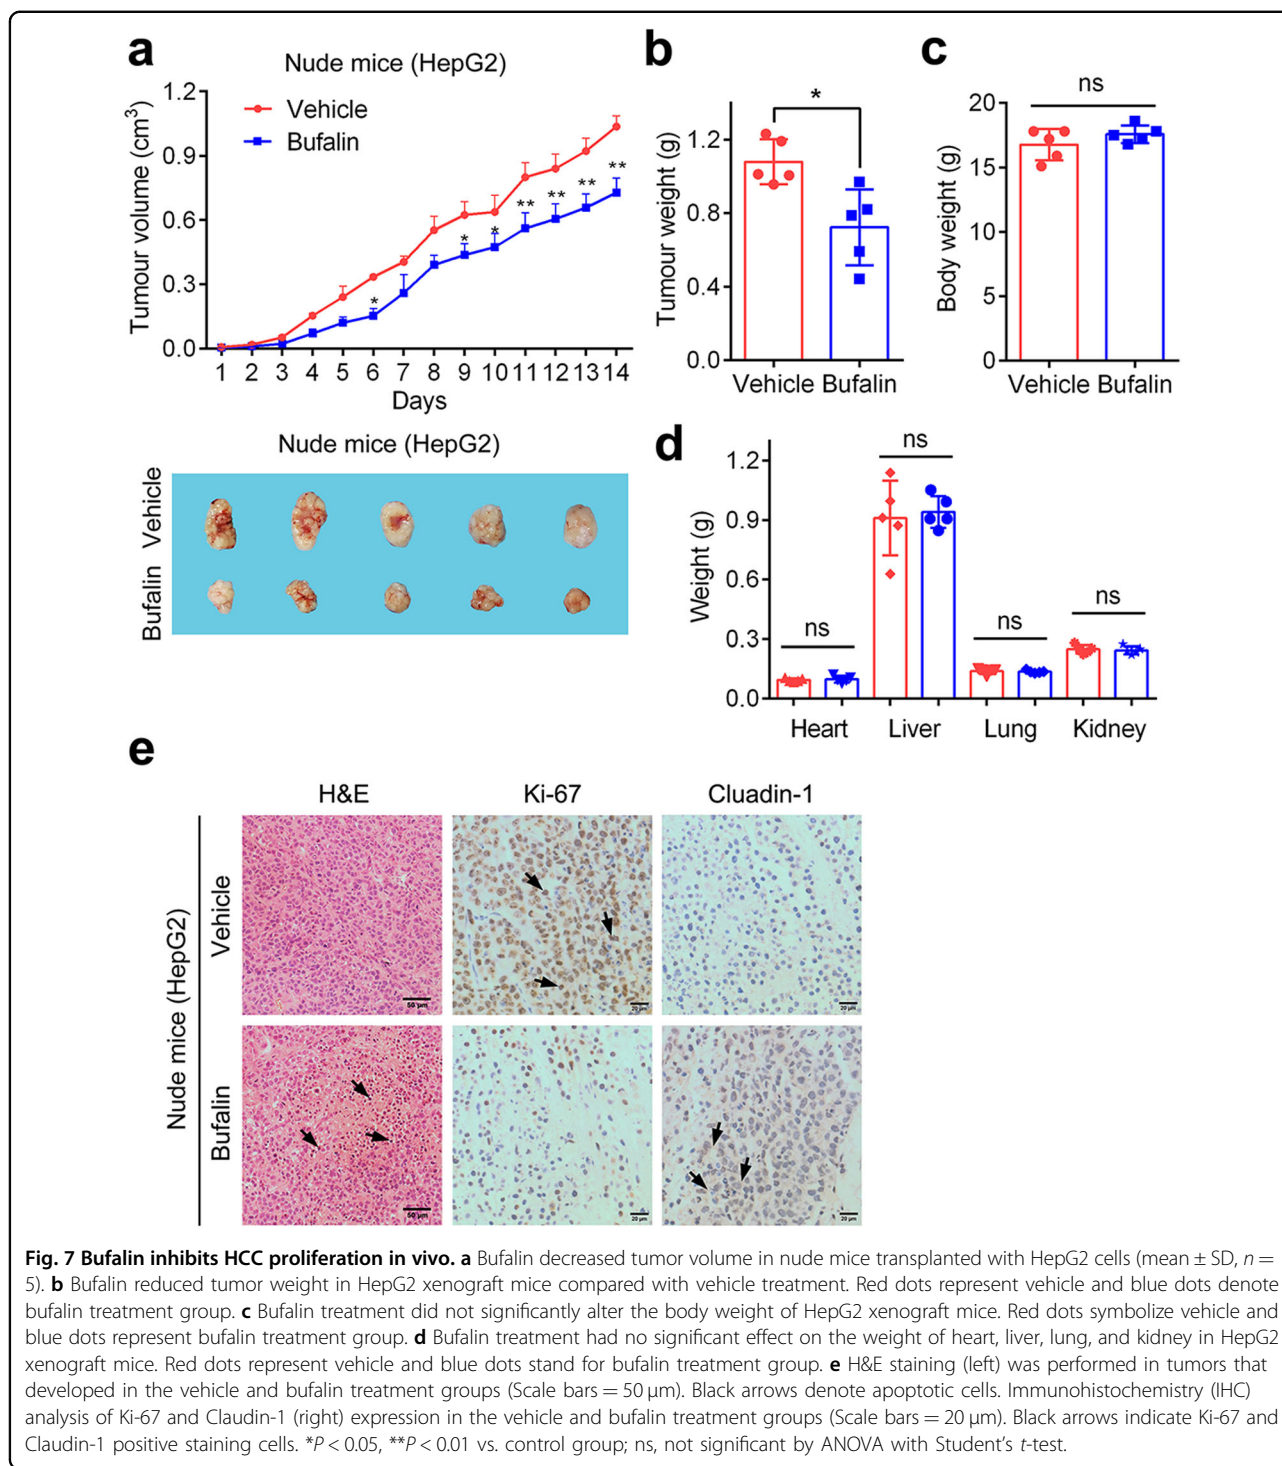 a
Nude mice (HepG2)
Vehicle
Bufalin
Tumour volume (cm³)
1.2
0.9
0.6
0.3
0.0
* * * ** ** ** **
1 2 3 4 5 6 7 8 9 10 11 12 13 14
Days
Nude mice (HepG2)
Vehicle
Bufalin
b
*
Tumour weight (g)
1.2
0.8
0.4
0.0
Vehicle Bufalin
c
ns
Body weight (g)
20
15
10
5
0
Vehicle Bufalin
d
Weight (g)
1.2
0.9
0.6
0.3
0.0
ns
ns
ns
ns
Heart Liver Lung Kidney
e
H&E Ki-67 Cluadin-1
Nude mice (HepG2)
Vehicle
50 μm 20 μm 20 μm
Bufalin
50 μm 20 μm 20 μm
Fig. 7 Bufalin inhibits HCC proliferation in vivo. a Bufalin decreased tumor volume in nude mice transplanted with HepG2 cells (mean ± SD, n =
5). b Bufalin reduced tumor weight in HepG2 xenograft mice compared with vehicle treatment. Red dots represent vehicle and blue dots denote
bufalin treatment group. c Bufalin treatment did not significantly alter the body weight of HepG2 xenograft mice. Red dots symbolize vehicle and
blue dots represent bufalin treatment group. d Bufalin treatment had no significant effect on the weight of heart, liver, lung, and kidney in HepG2
xenograft mice. Red dots represent vehicle and blue dots stand for bufalin treatment group. e H&E staining (left) was performed in tumors that
developed in the vehicle and bufalin treatment groups (Scale bars = 50 μm). Black arrows denote apoptotic cells. Immunohistochemistry (IHC)
analysis of Ki-67 and Claudin-1 (right) expression in the vehicle and bufalin treatment groups (Scale bars = 20 μm). Black arrows indicate Ki-67 and
Claudin-1 positive staining cells. *P < 0.05, **P < 0.01 vs. control group; ns, not significant by ANOVA with Student's t-test.